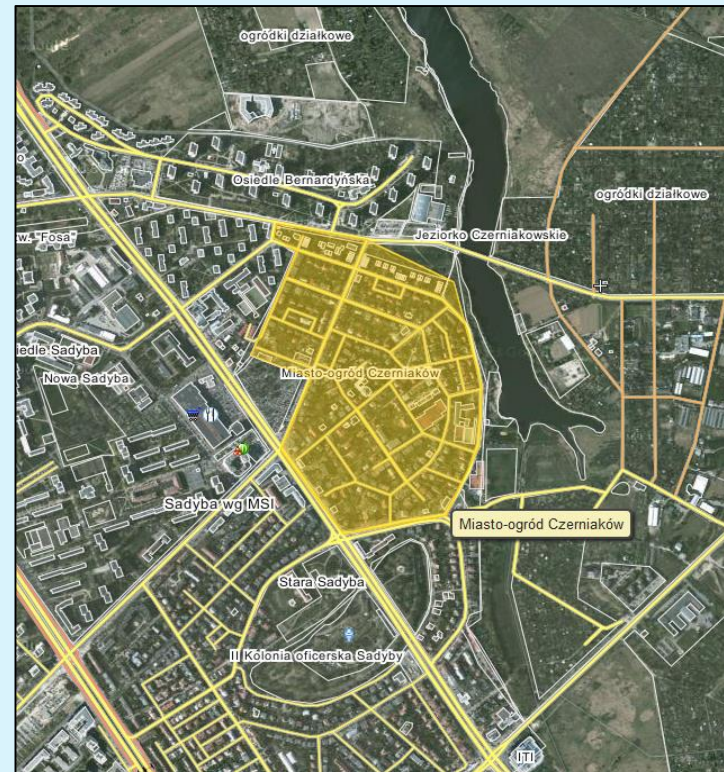 ogródki działkowe
Osiedle Bernardyńska
ogródki działkowe
o
Jeziorko Czerniakowskie
zw. "Fosa"
iedle Sadyba
Nowa Sadyba
Miasto-ogród Czerniaków
Sadyba wg MSI
Miasto-ogród Czerniaków
Stara Sadyba
II Kolonia oficerska Sadyby
ITI